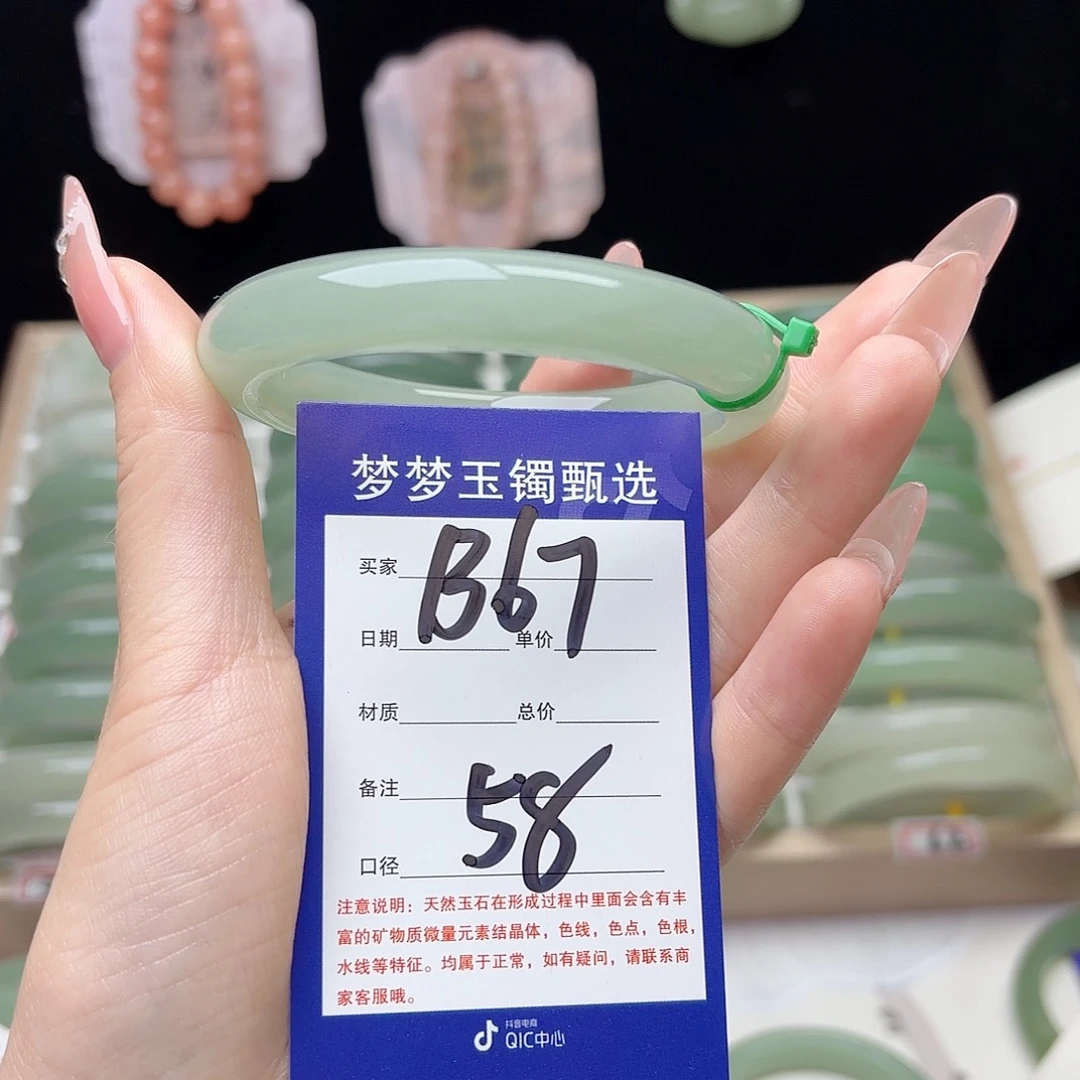 梦梦玉镯甄选
买家 B67
日期 单价
材质 总价
备注
58
口径
注意说明：天然玉石在形成过程中里面会含有丰
富的矿物质微量元素结晶体，色线，色点，色根，
水线等特征。均属于正常，如有疑问，请联系商
家客服哦。
抖音电商
QIC中心